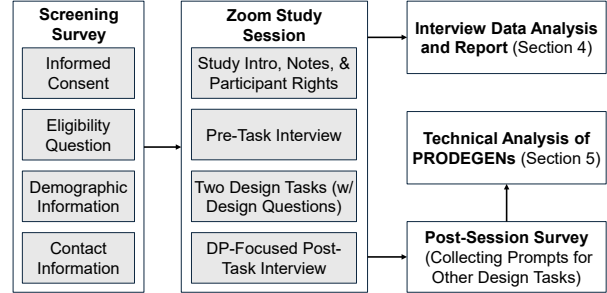 Screening
Survey
Informed
Consent
Eligibility
Question
Demographic
Information
Contact
Information
Zoom Study
Session
Study Intro, Notes, &
Participant Rights
Pre-Task Interview
Two Design Tasks (w/
Design Questions)
DP-Focused Post-
Task Interview
Interview Data Analysis
and Report (Section 4)
Technical Analysis of
PRODEGENs (Section 5)
Post-Session Survey
(Collecting Prompts for
Other Design Tasks)